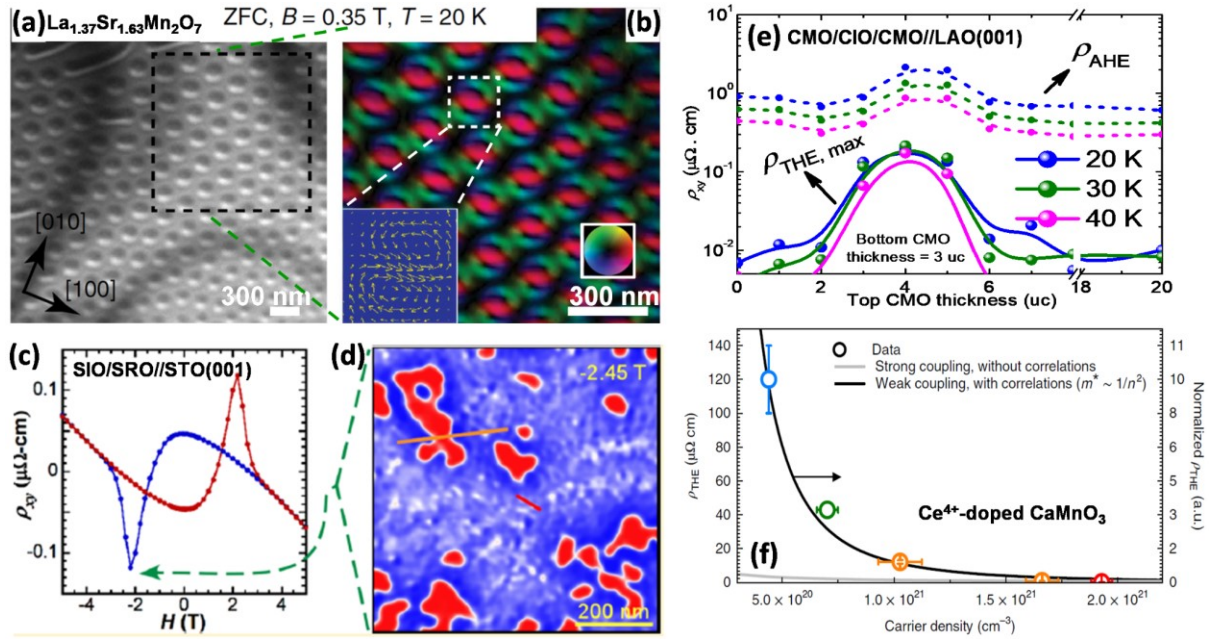 (a) La1.37Sr1.63Mn2O7 ZFC, B = 0.35 T, T = 20 K (b)
[010]
[100]
300 nm
300 nm
(c)
SIO/SRO//STO(001)
ρxy (μΩ-cm)
0.1
0
-0.1
-4 -2 0 2 4
H (T)
(d)
-2.45 T
200 nm
(e) CMO/CIO/CMO//LAO(001)
ρAHE
ρTHE, max
20 K
30 K
40 K
Bottom CMO
thickness = 3 uc
ρxy (μΩ. cm)
10^1
10^0
10^-1
10^-2
0 2 4 6 8 18 20
Top CMO thickness (uc)
Data
Strong coupling, without correlations
Weak coupling, with correlations (m* ~ 1/n²)
ρTHE (μΩ cm)
140
120
100
80
60
40
20
0
Normalized ρTHE (a.u.)
11
10
8
6
5
3
2
0
Ce4+-doped CaMnO3
(f)
5.0 × 10^20 1.0 × 10^21 1.5 × 10^21 2.0 × 10^21
Carrier density (cm−3)